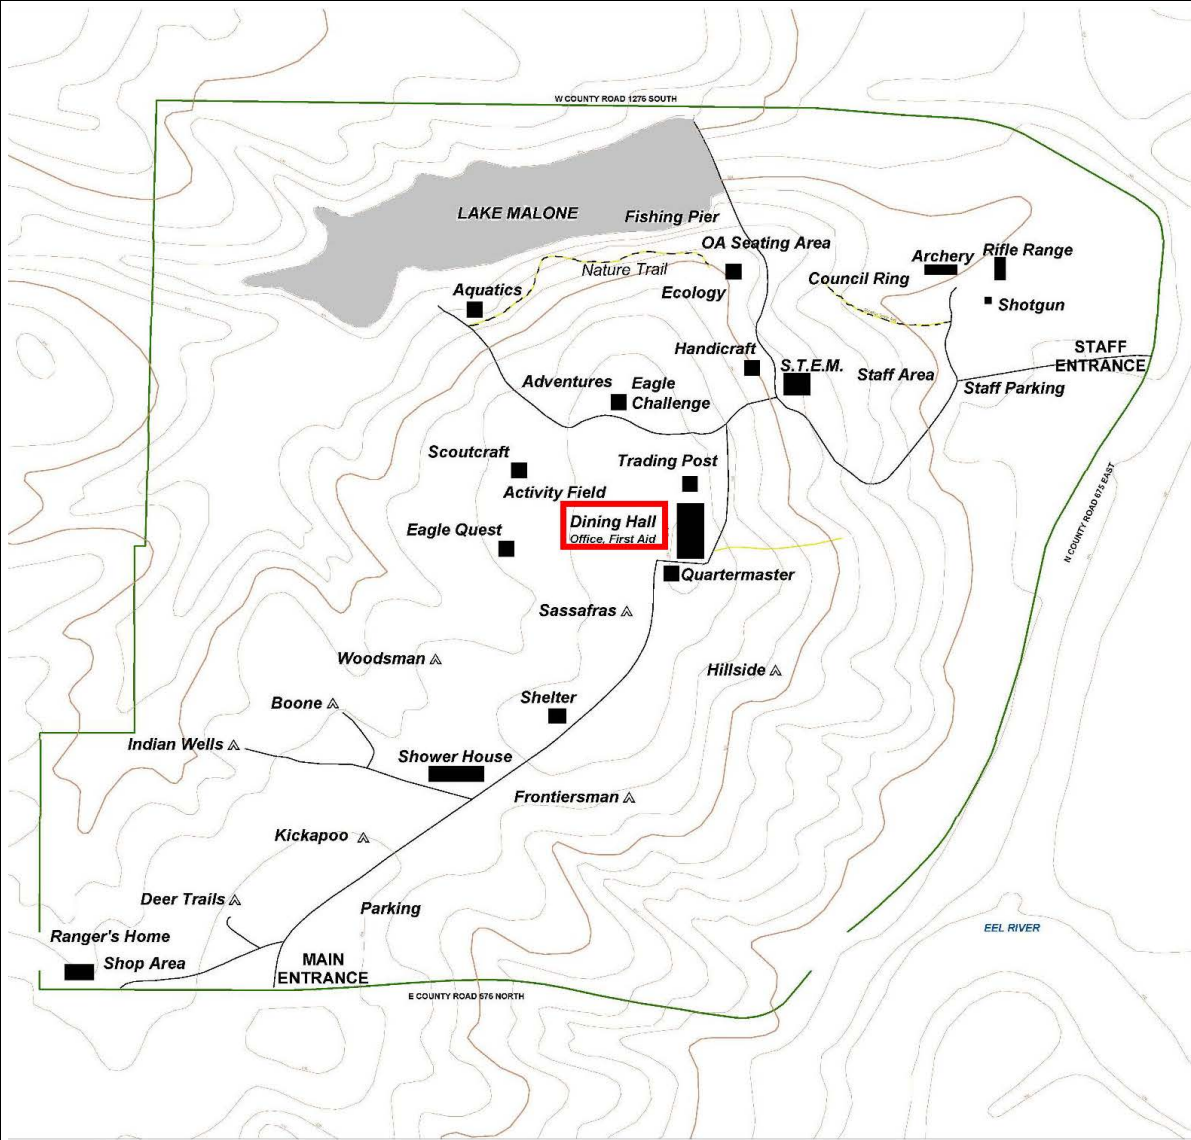 W COUNTY ROAD 1275 SOUTH
LAKE MALONE
Fishing Pier
OA Seating Area
Nature Trail
Archery
Rifle Range
Council Ring
Aquatics
Ecology
Shotgun
Handicraft
S.T.E.M.
Staff Area
STAFF
ENTRANCE
Staff Parking
Adventures
Eagle
Challenge
Scoutcraft
Trading Post
Activity Field
Dining Hall
Office, First Aid
Eagle Quest
N COUNTY ROAD 675 EAST
Quartermaster
Sassafras
Woodsman
Hillside
Boone
Shelter
Indian Wells
Shower House
Frontiersman
Kickapoo
Deer Trails
Parking
Ranger's Home
Shop Area
MAIN
ENTRANCE
EEL RIVER
E COUNTY ROAD 575 NORTH